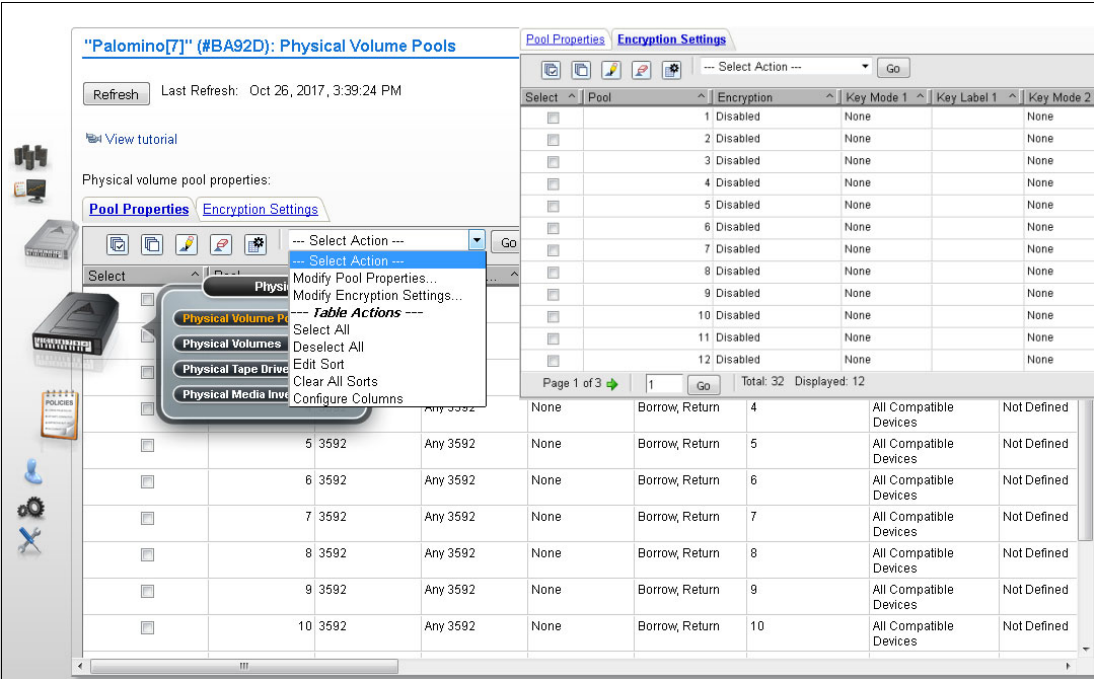 "Palomino[7]" (#BA92D): Physical Volume Pools
Refresh Last Refresh: Oct 26, 2017, 3:39:24 PM
View tutorial
Physical volume pool properties:
Pool Properties Encryption Settings
--- Select Action --- Go
Select
--- Select Action ---
Modify Pool Properties...
Modify Encryption Settings...
--- Table Actions ---
Select All
Deselect All
Edit Sort
Clear All Sorts
Configure Columns
Physical Volumes
POLICIES
Pool Properties Encryption Settings
--- Select Action --- Go
Select Pool Encryption Key Mode 1 Key Label 1 Key Mode 2
1 Disabled None None
2 Disabled None None
3 Disabled None None
4 Disabled None None
5 Disabled None None
6 Disabled None None
7 Disabled None None
8 Disabled None None
9 Disabled None None
10 Disabled None None
11 Disabled None None
12 Disabled None None
Page 1 of 3 1 Go Total: 32 Displayed: 12
Any 3592 None Borrow, Return 4 All Compatible Devices Not Defined
5 3592 Any 3592 None Borrow, Return 5 All Compatible Devices Not Defined
6 3592 Any 3592 None Borrow, Return 6 All Compatible Devices Not Defined
7 3592 Any 3592 None Borrow, Return 7 All Compatible Devices Not Defined
8 3592 Any 3592 None Borrow, Return 8 All Compatible Devices Not Defined
9 3592 Any 3592 None Borrow, Return 9 All Compatible Devices Not Defined
10 3592 Any 3592 None Borrow, Return 10 All Compatible Devices Not Defined